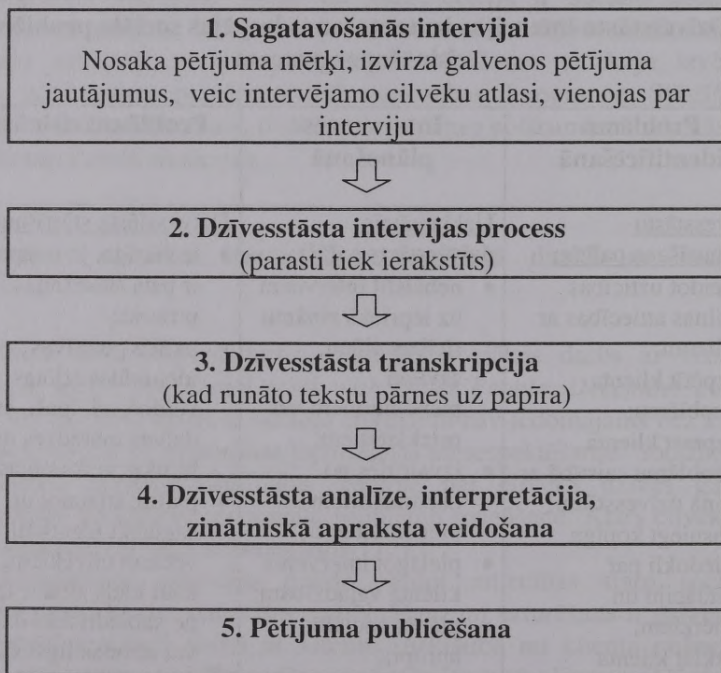 1. Sagatavošanās intervijai
Nosaka pētījuma mērķi, izvirza galvenos pētījuma
jautājumus, veic intervējamo cilvēku atlasi, vienojas par
interviju
2. Dzīvesstāsta intervijas process
(parasti tiek ierakstīts)
3. Dzīvesstāsta transkripcija
(kad runāto tekstu pārnes uz papīra)
4. Dzīvesstāsta analīze, interpretācija,
zinātniskā apraksta veidošana
5. Pētījuma publicēšana